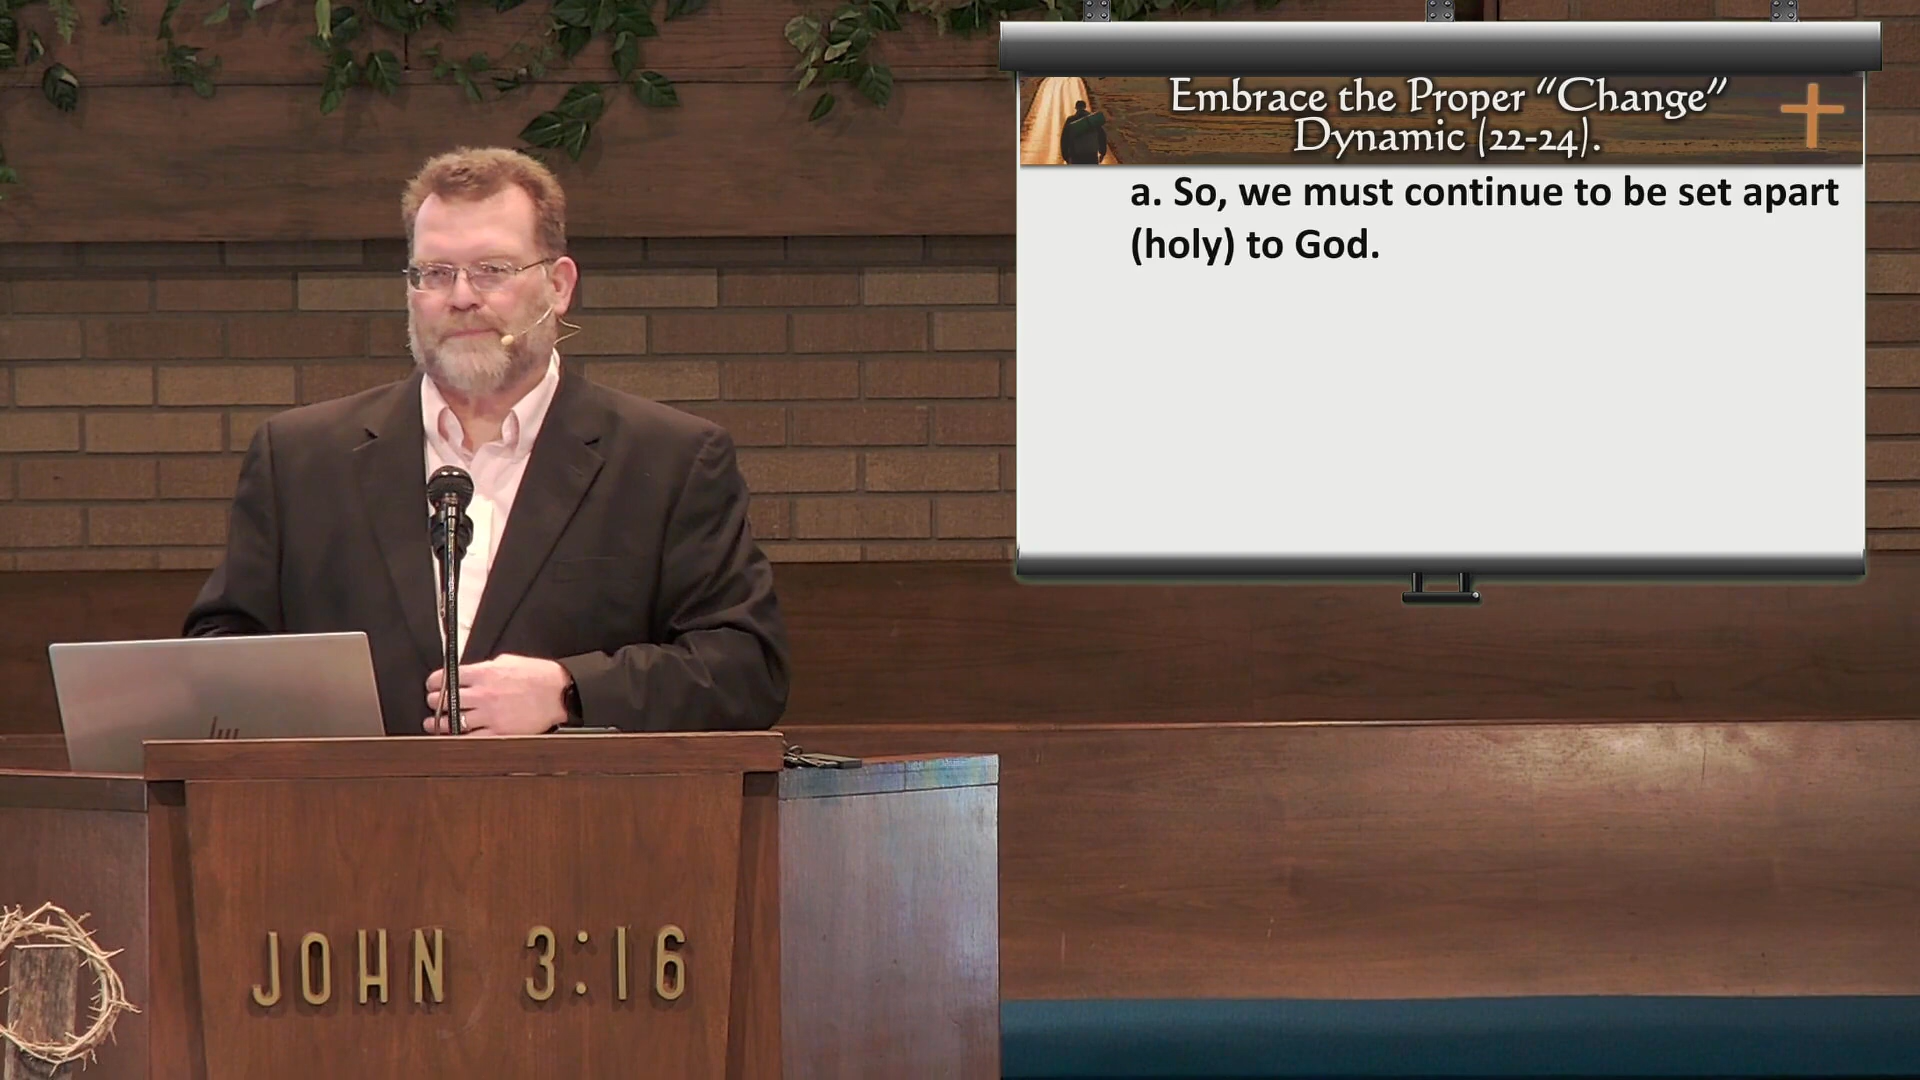 Embrace the Proper "Change"
Dynamic (22-24).
a. So, we must continue to be set apart
(holy) to God.
JOHN 3:16